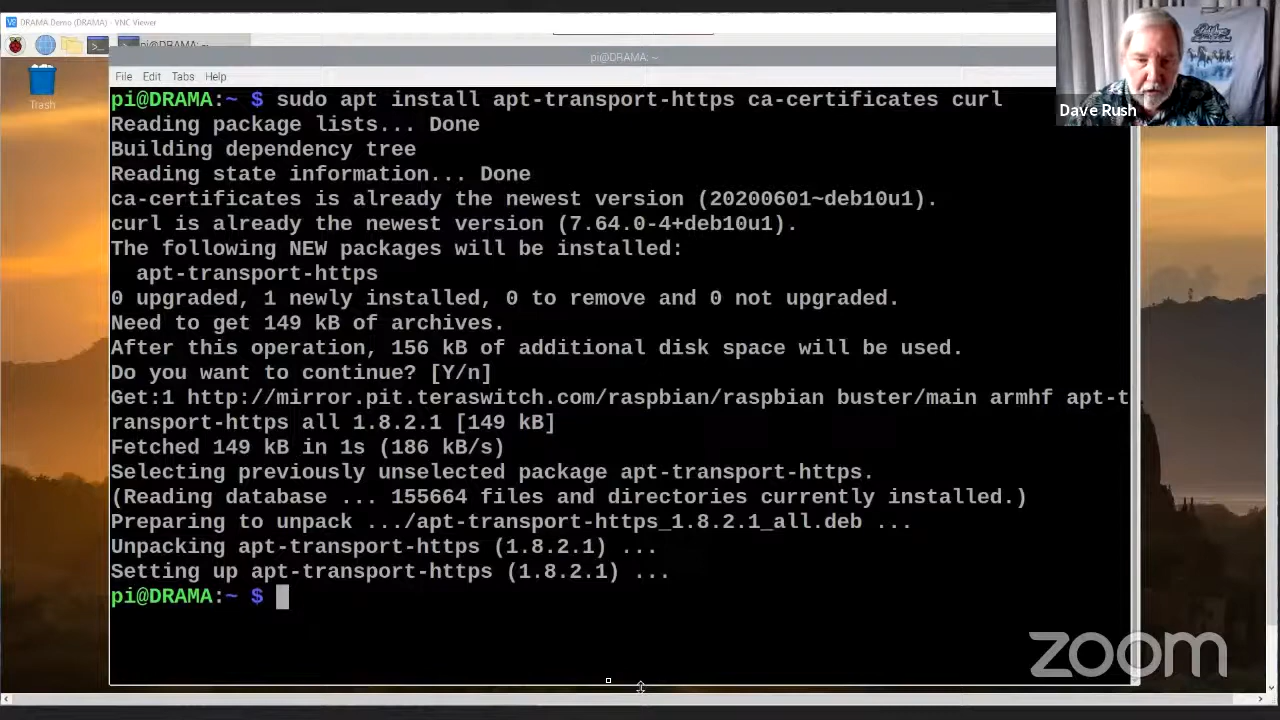 DRAMA Demo (DRAMA) - VNC Viewer
pi@DRAMA: ~
pi@DRAMA: ~
File Edit Tabs Help
Trash
Dave Rush
pi@DRAMA:~ $ sudo apt install apt-transport-https ca-certificates curl
Reading package lists... Done
Building dependency tree
Reading state information... Done
ca-certificates is already the newest version (20200601~deb10u1).
curl is already the newest version (7.64.0-4+deb10u1).
The following NEW packages will be installed:
  apt-transport-https
0 upgraded, 1 newly installed, 0 to remove and 0 not upgraded.
Need to get 149 kB of archives.
After this operation, 156 kB of additional disk space will be used.
Do you want to continue? [Y/n]
Get:1 http://mirror.pit.teraswitch.com/raspbian/raspbian buster/main armhf apt-t
ransport-https all 1.8.2.1 [149 kB]
Fetched 149 kB in 1s (186 kB/s)
Selecting previously unselected package apt-transport-https.
(Reading database ... 155664 files and directories currently installed.)
Preparing to unpack .../apt-transport-https_1.8.2.1_all.deb ...
Unpacking apt-transport-https (1.8.2.1) ...
Setting up apt-transport-https (1.8.2.1) ...
pi@DRAMA:~ $
zoom